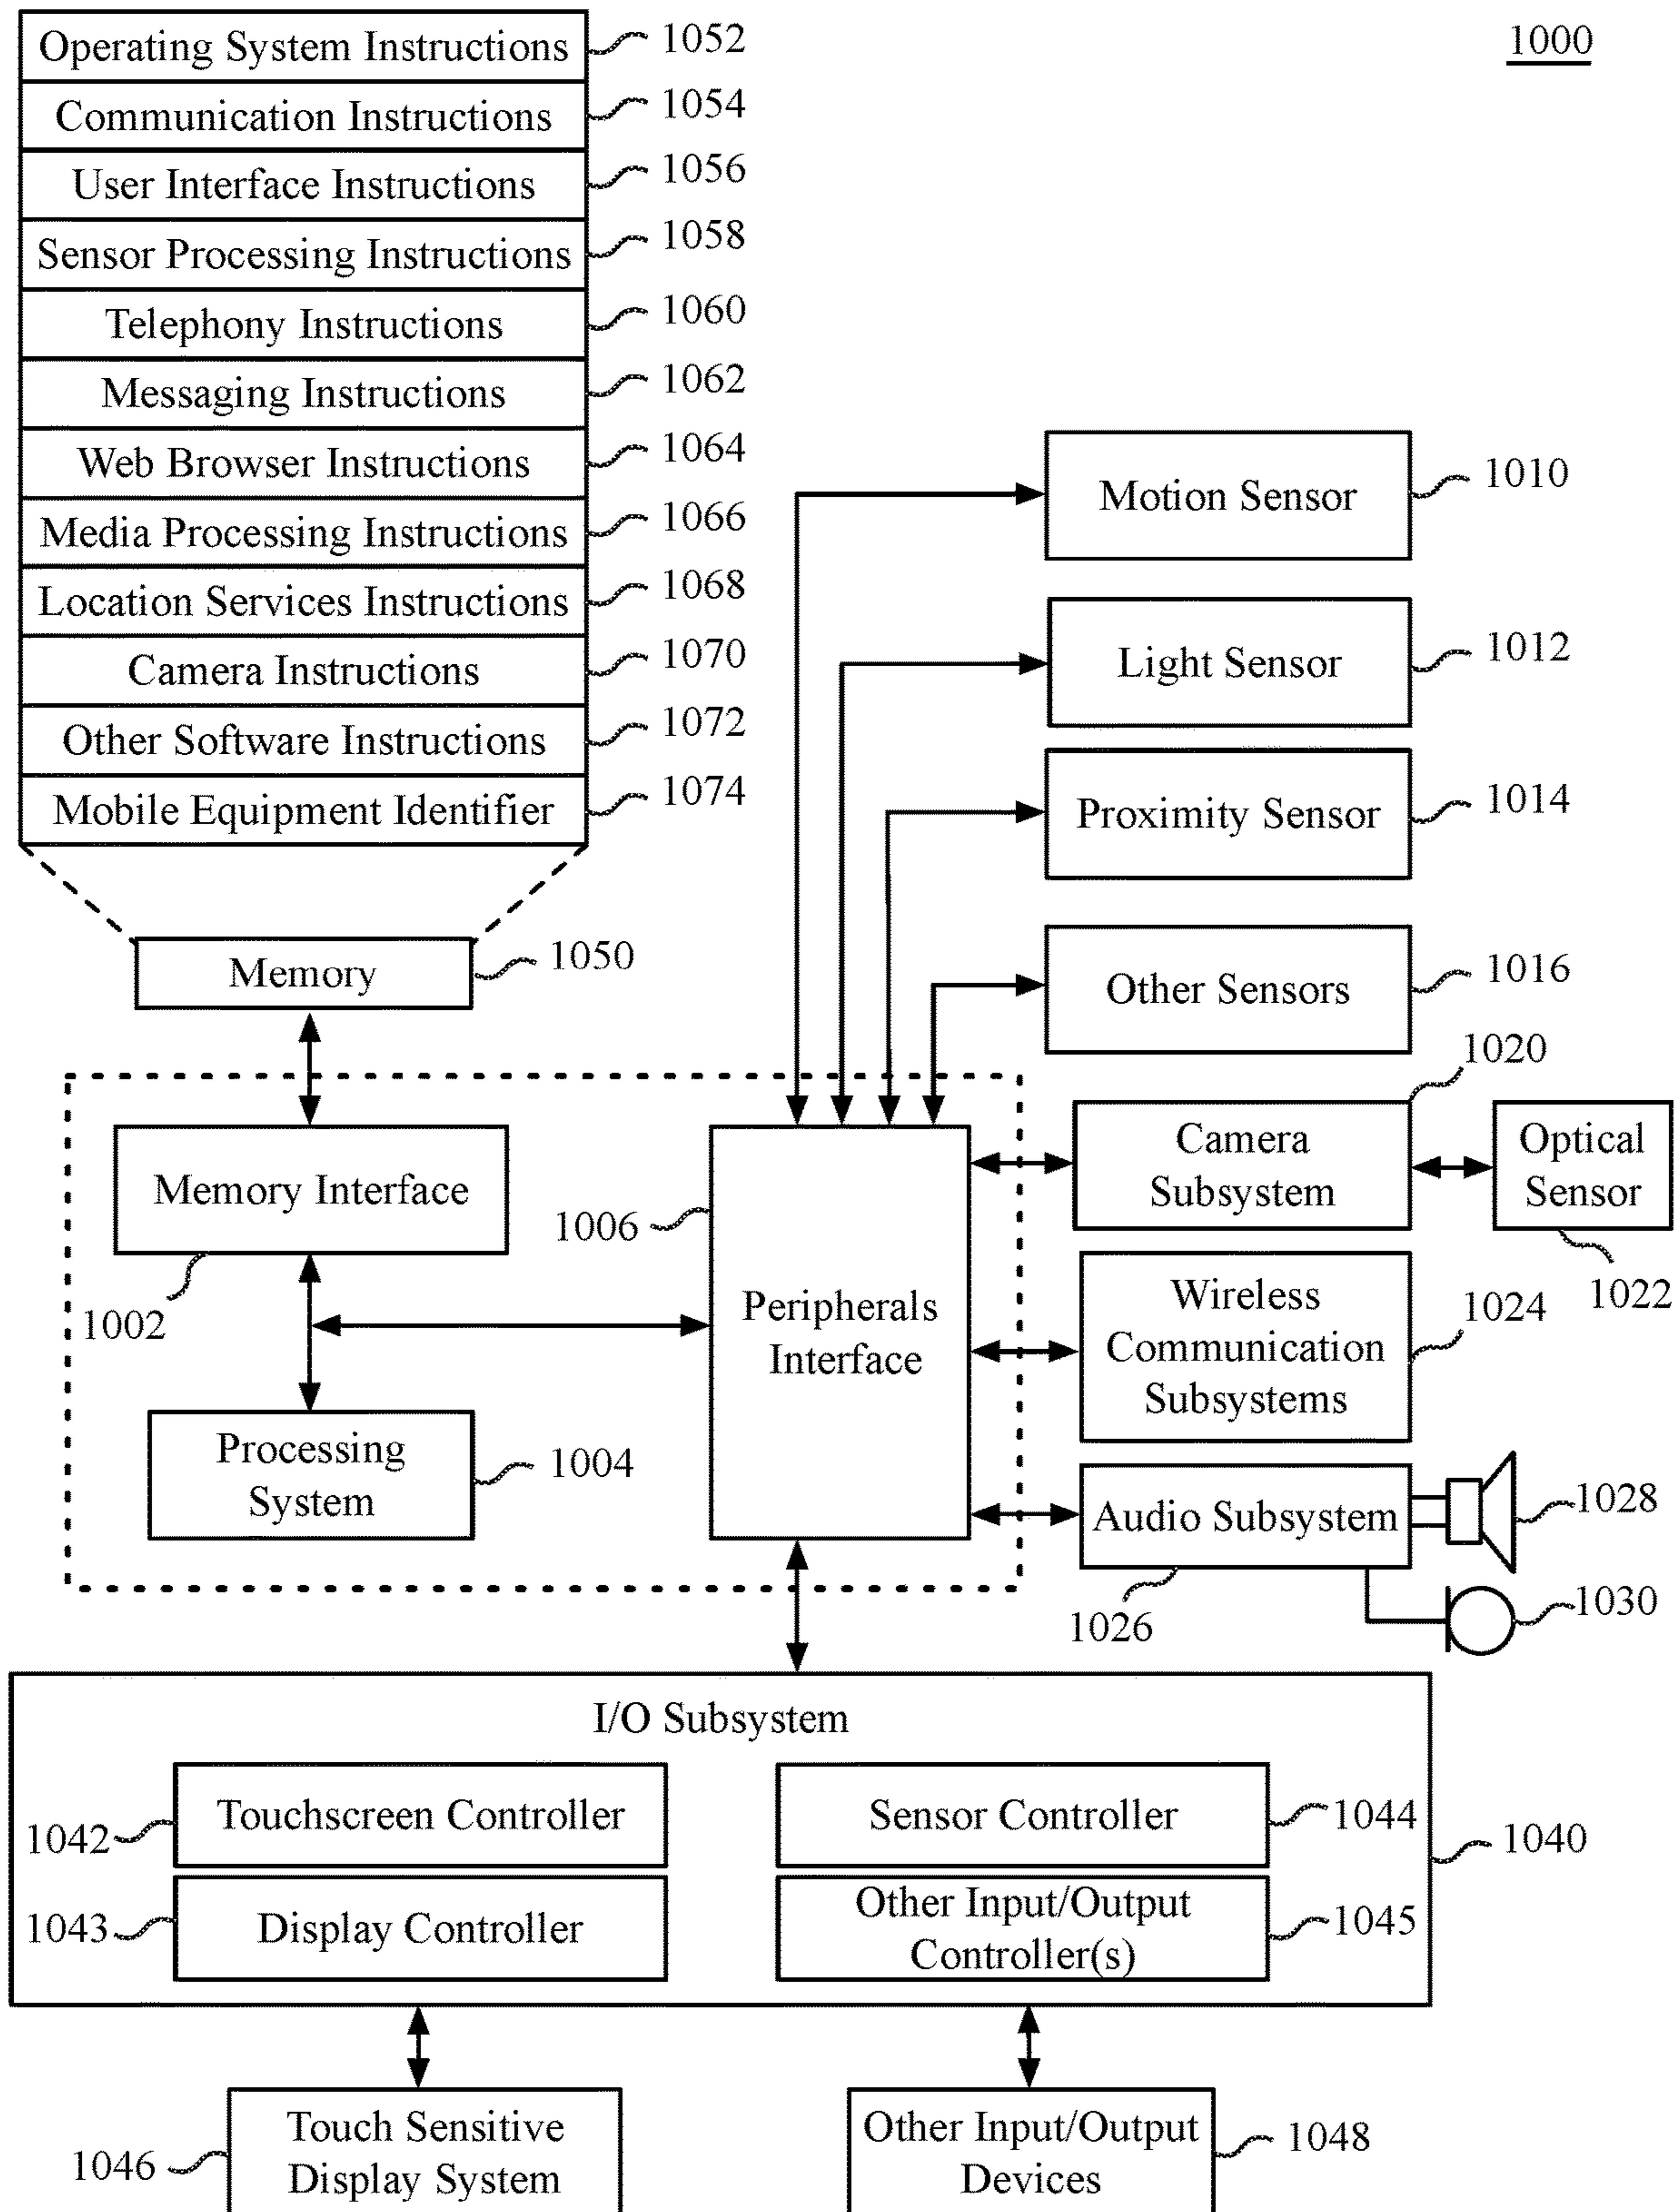 1000
Operating System Instructions
1052
Communication Instructions
1054
User Interface Instructions
1056
Sensor Processing Instructions
1058
Telephony Instructions
1060
Messaging Instructions
1062
Web Browser Instructions
1064
Media Processing Instructions
1066
Location Services Instructions
1068
Camera Instructions
1070
Other Software Instructions
1072
Mobile Equipment Identifier
1074
Memory
1050
Motion Sensor
1010
Light Sensor
1012
Proximity Sensor
1014
Other Sensors
1016
Memory Interface
1002
Processing
System
1004
1006
Peripherals
Interface
1020
Camera
Subsystem
Optical
Sensor
1022
Wireless
Communication
Subsystems
1024
Audio Subsystem
1026
1028
1030
I/O Subsystem
1040
1042
Touchscreen Controller
Sensor Controller
1044
1043
Display Controller
Other Input/Output
Controller(s)
1045
1046
Touch Sensitive
Display System
Other Input/Output
Devices
1048